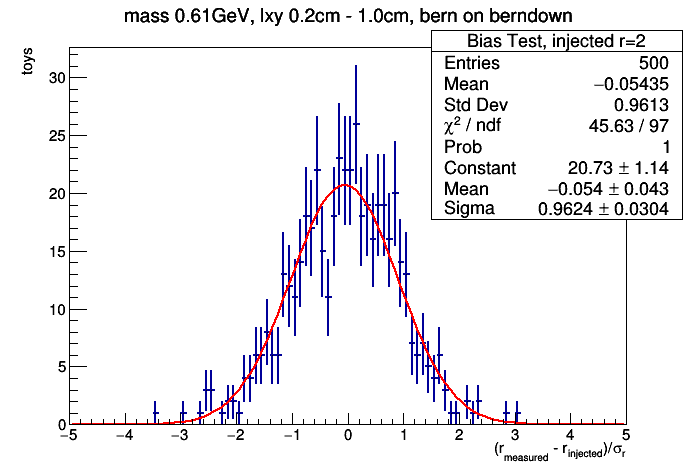 mass 0.61GeV, lxy 0.2cm - 1.0cm, bern on berndown
toys
Bias Test, injected r=2
Entries 500
Mean −0.05435
Std Dev 0.9613
χ² / ndf 45.63 / 97
Prob 1
Constant 20.73 ± 1.14
Mean −0.054 ± 0.043
Sigma 0.9624 ± 0.0304
30
25
20
15
10
5
0
−5 −4 −3 −2 −1 0 1 2 3 4 5
(r_measured - r_injected)/σ_r